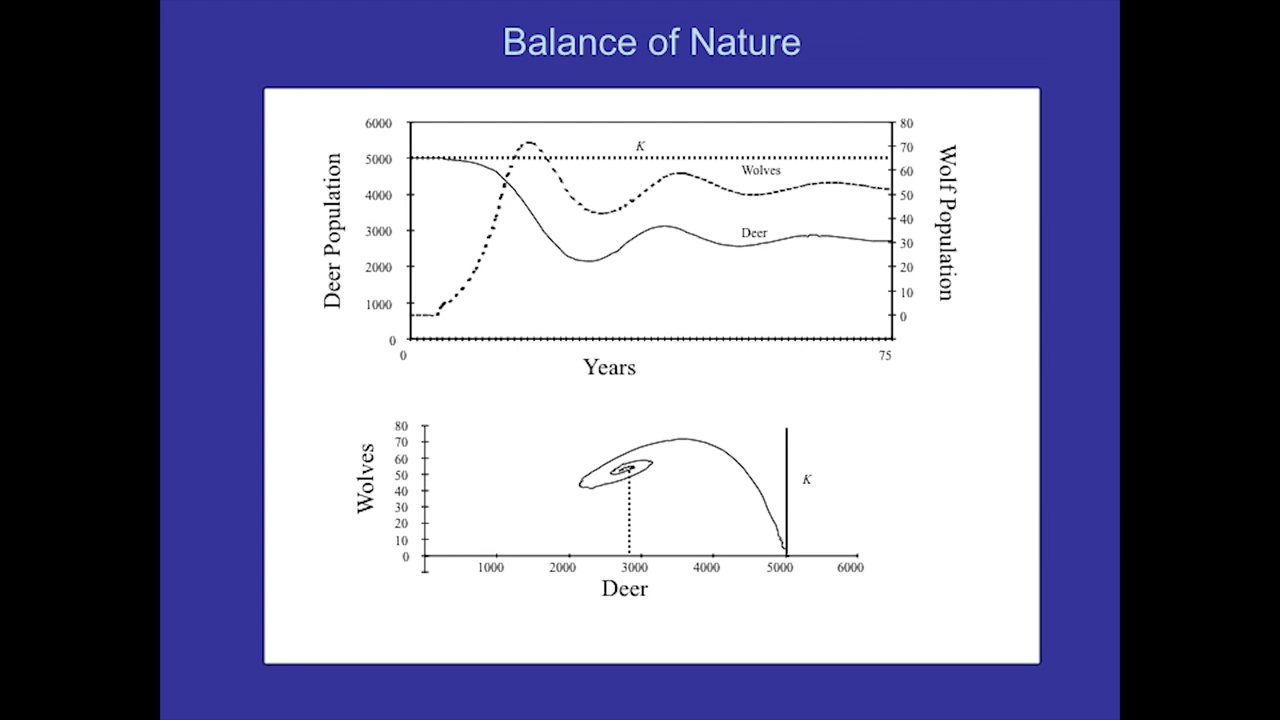 Balance of Nature
Deer Population
6000
5000
4000
3000
2000
1000
0
K
Wolves
Deer
80
70
60
50
40
30
20
10
0
Wolf Population
0
75
Years
Wolves
80
70
60
50
40
30
20
10
0
K
1000 2000 3000 4000 5000 6000
Deer